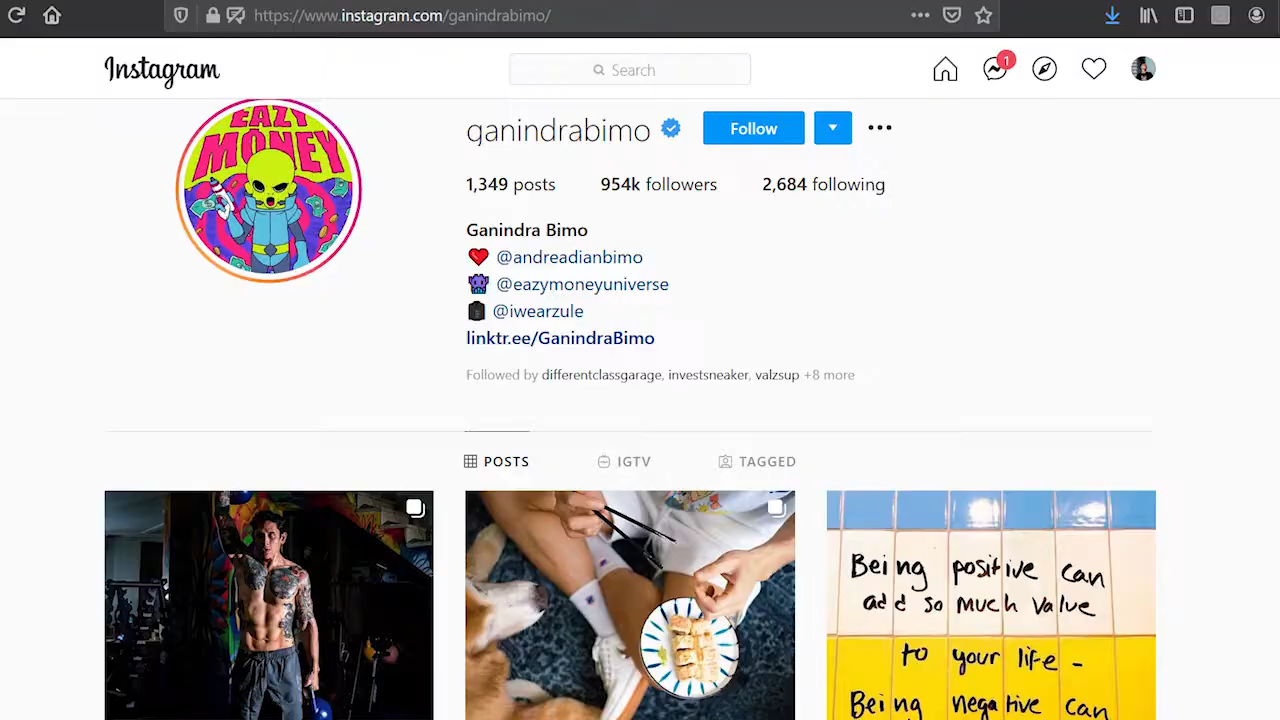 https://www.instagram.com/ganindrabimo/
Instagram
Search
1
EAZY
MONEY
ganindrabimo
Follow
1,349 posts
954k followers
2,684 following
Ganindra Bimo
@andreadianbimo
@eazymoneyuniverse
@iwearzule
linktr.ee/GanindraBimo
Followed by differentclassgarage, investsneaker, valzsup +8 more
POSTS
IGTV
TAGGED
Being positive can
add so much value
to your life -
Being negative can